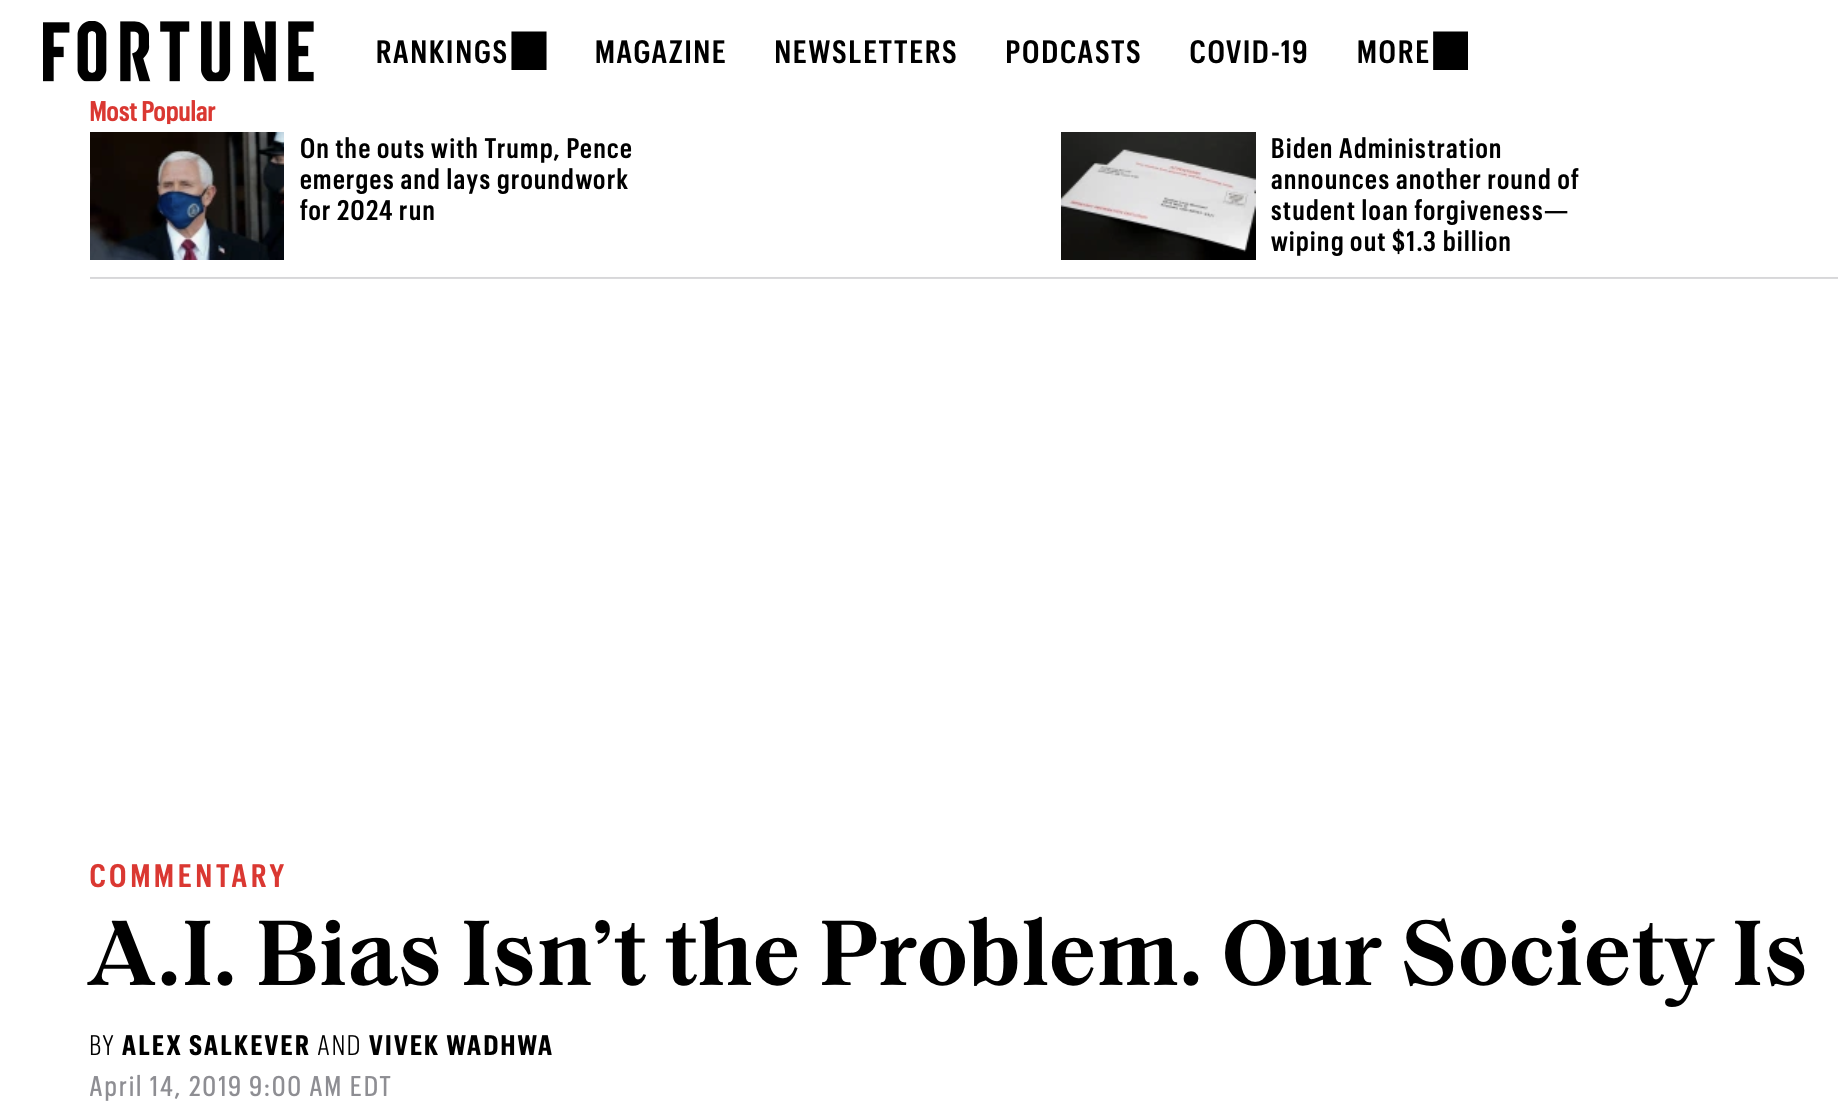 FORTUNE
RANKINGS
MAGAZINE
NEWSLETTERS
PODCASTS
COVID-19
MORE
Most Popular
On the outs with Trump, Pence
emerges and lays groundwork
for 2024 run
Biden Administration
announces another round of
student loan forgiveness—
wiping out $1.3 billion
COMMENTARY
A.I. Bias Isn’t the Problem. Our Society Is
BY ALEX SALKEVER AND VIVEK WADHWA
April 14, 2019 9:00 AM EDT